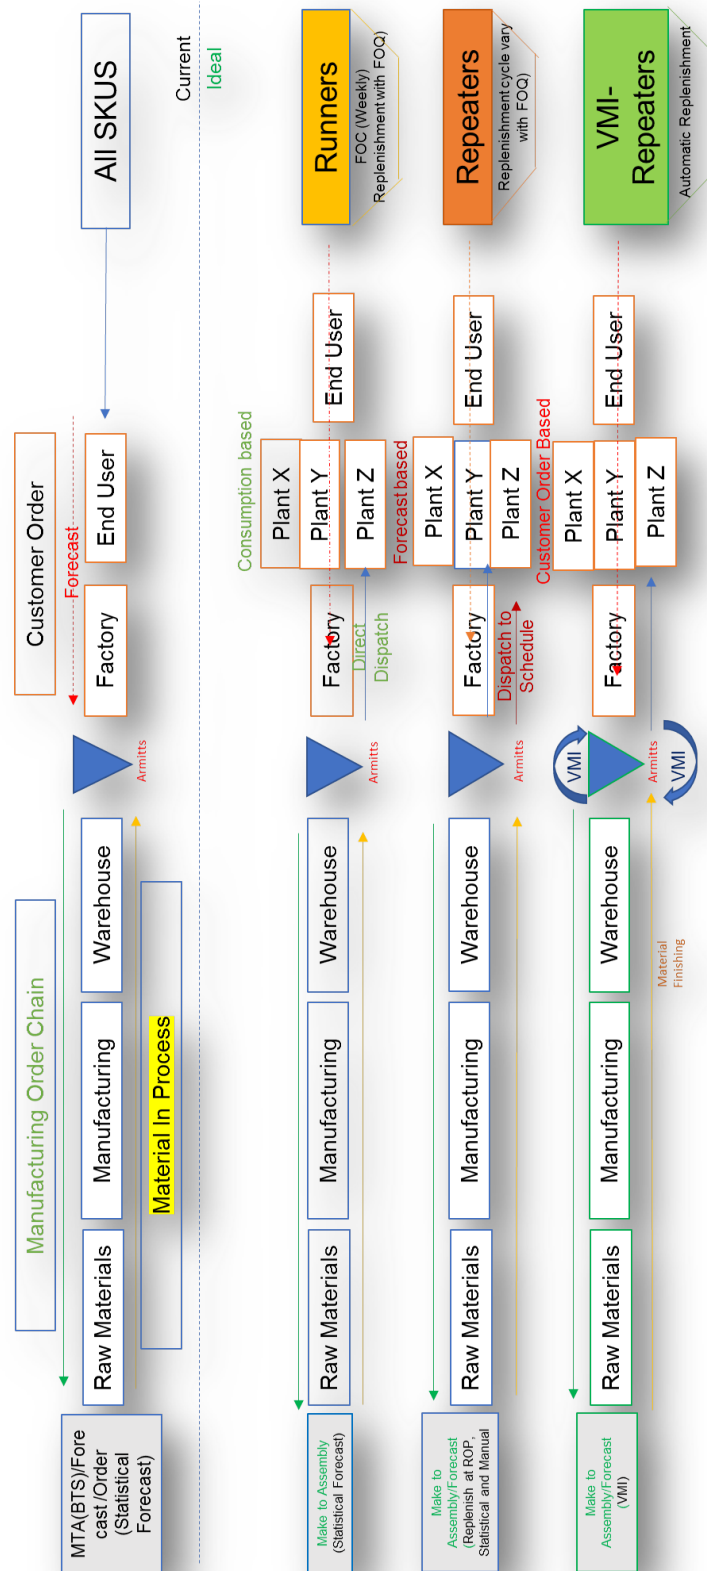 Manufacturing Order Chain
Customer Order
Forecast
MTA(BTS)/Fore
cast/Order
(Statistical
Forecast)
Raw Materials
Manufacturing
Warehouse
Armitts
Factory
End User
All SKUS
Material In Process
Current
Ideal
Consumption based
Make to Assembly
(Statistical Forecast)
Raw Materials
Manufacturing
Warehouse
Armitts
Factory
Direct
Dispatch
Plant X
Plant Y
Plant Z
End User
Runners
FOC (Weekly)
Replenishment with FOQ)
Forecast based
Make to
Assembly/Forecast
(Replenish at ROP,
Statistical and Manual
Raw Materials
Manufacturing
Warehouse
Armitts
Factory
Dispatch to
Schedule
Plant X
Plant Y
Plant Z
End User
Repeaters
Replenishment cycle vary
with FOQ)
Customer Order Based
Make to
Assembly/Forecast
(VMI)
Raw Materials
Manufacturing
Warehouse
Material
Finishing
VMI
Armitts
VMI
Factory
Plant X
Plant Y
Plant Z
End User
VMI-
Repeaters
Automatic Replenishment